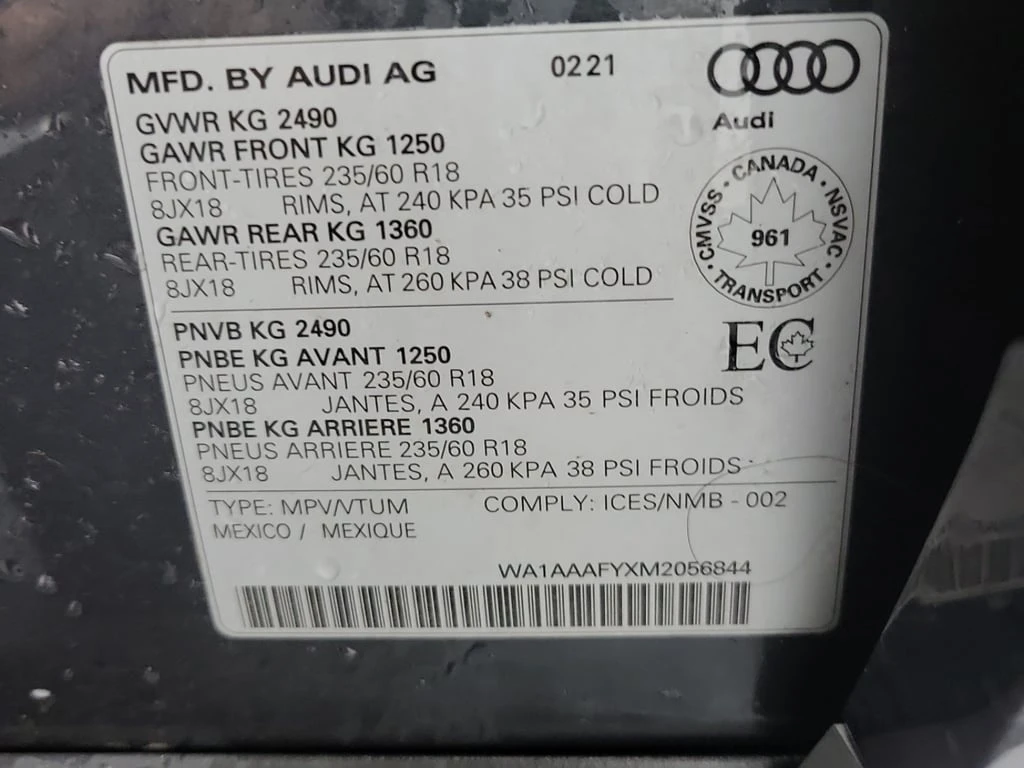 MFD. BY AUDI AG 0221
Audi
GVWR KG 2490
GAWR FRONT KG 1250
FRONT-TIRES 235/60 R18
8JX18 RIMS, AT 240 KPA 35 PSI COLD
GAWR REAR KG 1360
REAR-TIRES 235/60 R18
8JX18 RIMS, AT 260 KPA 38 PSI COLD
CMVSS · CANADA · NSVAC · TRANSPORT ·
961
PNVB KG 2490
EC
PNBE KG AVANT 1250
PNEUS AVANT 235/60 R18
8JX18 JANTES, A 240 KPA 35 PSI FROIDS
PNBE KG ARRIERE 1360
PNEUS ARRIERE 235/60 R18
8JX18 JANTES, A 260 KPA 38 PSI FROIDS
TYPE: MPV/VTUM COMPLY: ICES/NMB - 002
MEXICO / MEXIQUE
WA1AAAFYXM2056844